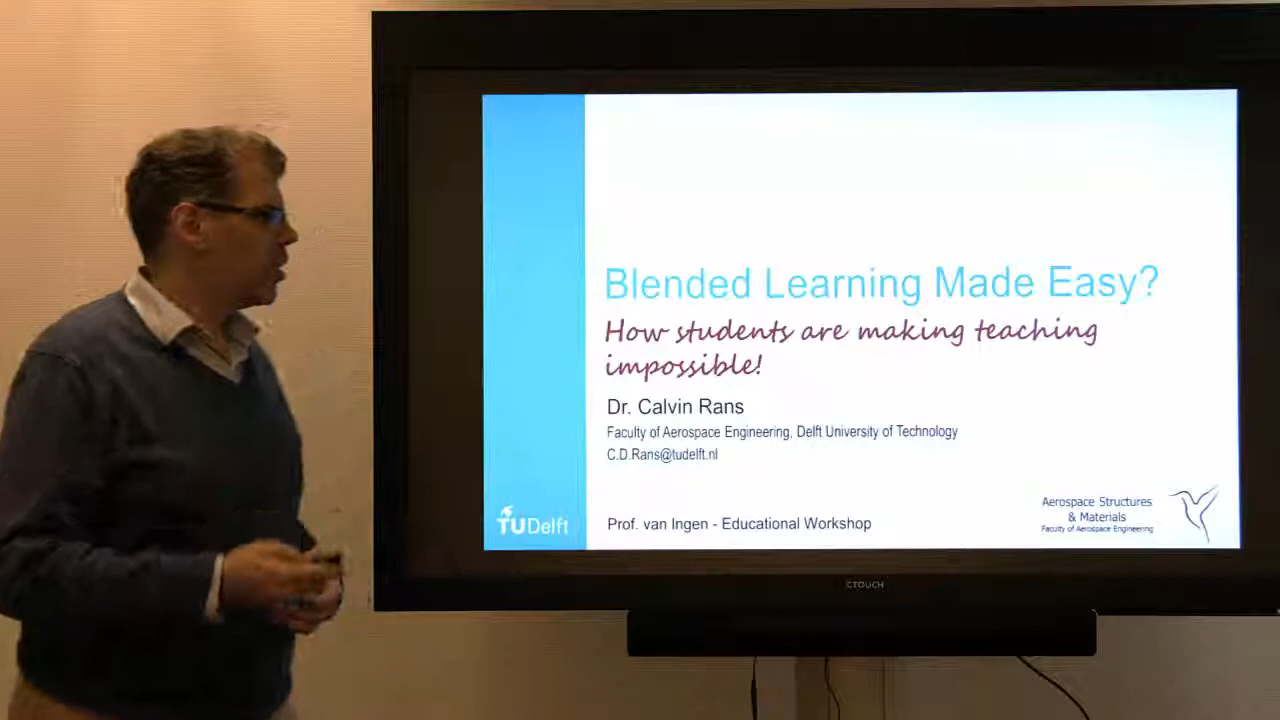 Blended Learning Made Easy?
How students are making teaching
impossible!
Dr. Calvin Rans
Faculty of Aerospace Engineering, Delft University of Technology
C.D.Rans@tudelft.nl
TUDelft
Prof. van Ingen - Educational Workshop
Aerospace Structures
& Materials
Faculty of Aerospace Engineering
CTOUCH